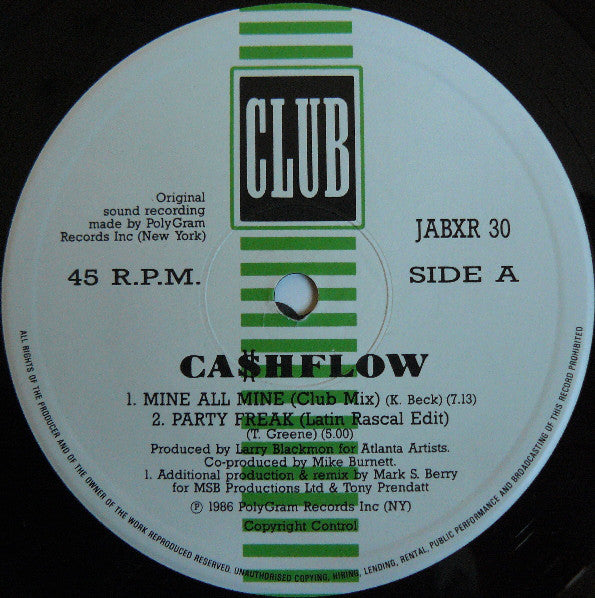 CLUB
Original
sound recording
made by PolyGram
Records Inc (New York)
JABXR 30
45 R.P.M.
SIDE A
CA$HFLOW
1. MINE ALL MINE (Club Mix) (K. Beck) (7.13)
2. PARTY FREAK (Latin Rascal Edit)
(T. Greene) (5.00)
Produced by Larry Blackmon for Atlanta Artists.
Co-produced by Mike Burnett.
1. Additional production & remix by Mark S. Berry
for MSB Productions Ltd & Tony Prendatt
Ⓟ 1986 PolyGram Records Inc (NY)
Copyright Control
ALL RIGHTS OF THE PRODUCER AND OF THE OWNER OF THE WORK REPRODUCED RESERVED. UNAUTHORISED COPYING, HIRING, LENDING, RENTAL, PUBLIC PERFORMANCE AND BROADCASTING OF THIS RECORD PROHIBITED.